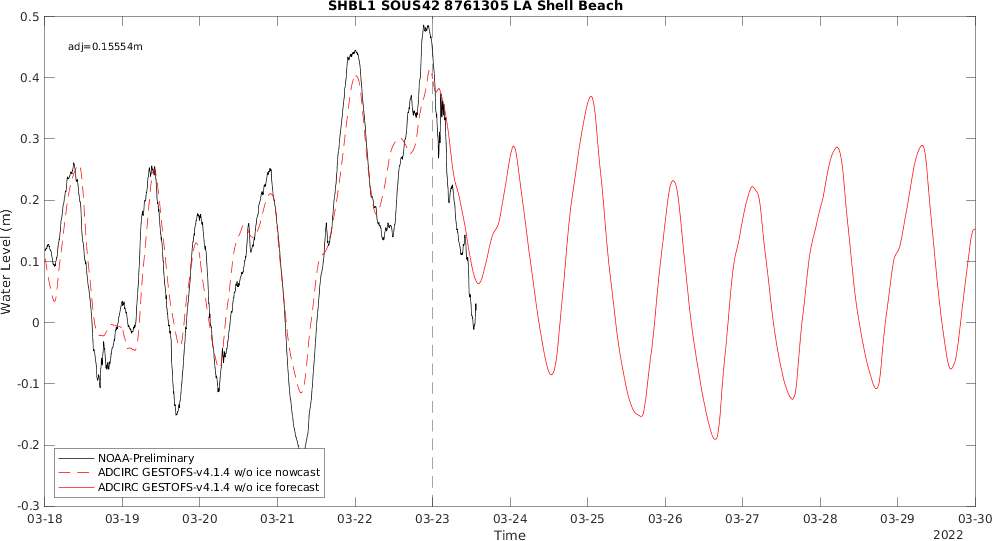 SHBL1 SOUS42 8761305 LA Shell Beach
adj=0.15554m
Water Level (m)
0.5
0.4
0.3
0.2
0.1
0
-0.1
-0.2
-0.3
NOAA-Preliminary
ADCIRC GESTOFS-v4.1.4 w/o ice nowcast
ADCIRC GESTOFS-v4.1.4 w/o ice forecast
03-18 03-19 03-20 03-21 03-22 03-23 03-24 03-25 03-26 03-27 03-28 03-29 03-30
Time
2022